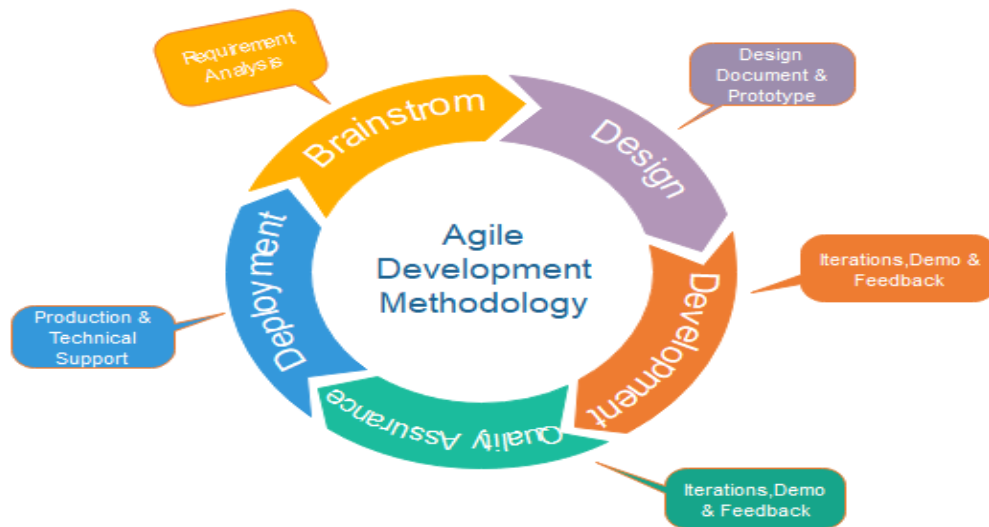 Requirement
Analysis
Brainstrom
Design
Document &
Prototype
Design
Agile
Development
Methodology
Iterations,Demo &
Feedback
Development
Production &
Technical
Support
Deployment
Quality Assurance
Iterations,Demo
& Feedback